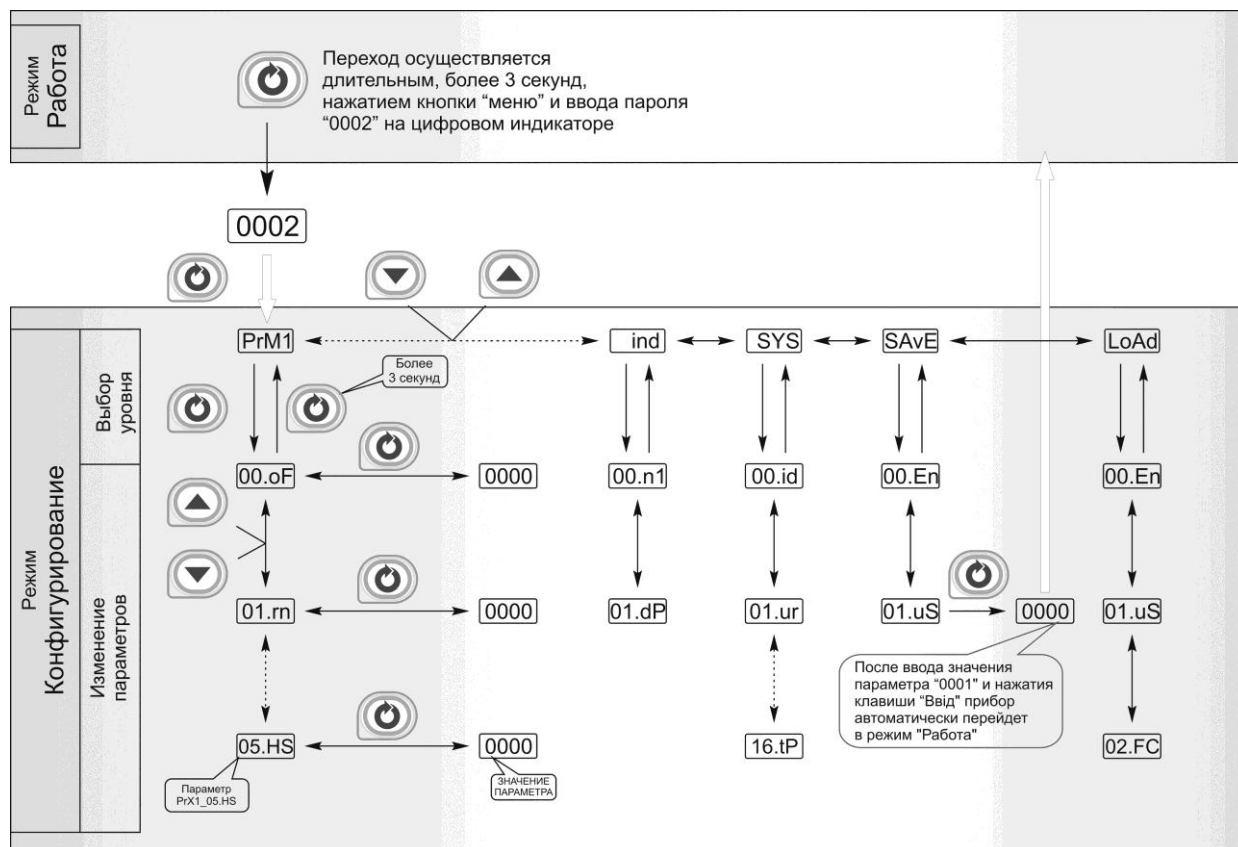 Режим
Работа
Переход осуществляется
длительным, более 3 секунд,
нажатием кнопки “меню” и ввода пароля
“0002” на цифровом индикаторе
0002
Режим
Конфигурирование
Выбор
уровня
Изменение
параметров
PrM1
ind
SYS
SAvE
LoAd
Более
3 секунд
00.oF
0000
00.n1
00.id
00.En
00.En
01.rn
0000
01.dP
01.ur
01.uS
0000
01.uS
После ввода значения
параметра “0001" и нажатия
клавиши “Ввід" прибор
автоматически перейдет
в режим "Работа"
05.HS
0000
16.tP
02.FC
Параметр
PrX1_05.HS
ЗНАЧЕНИЕ
ПАРАМЕТРА